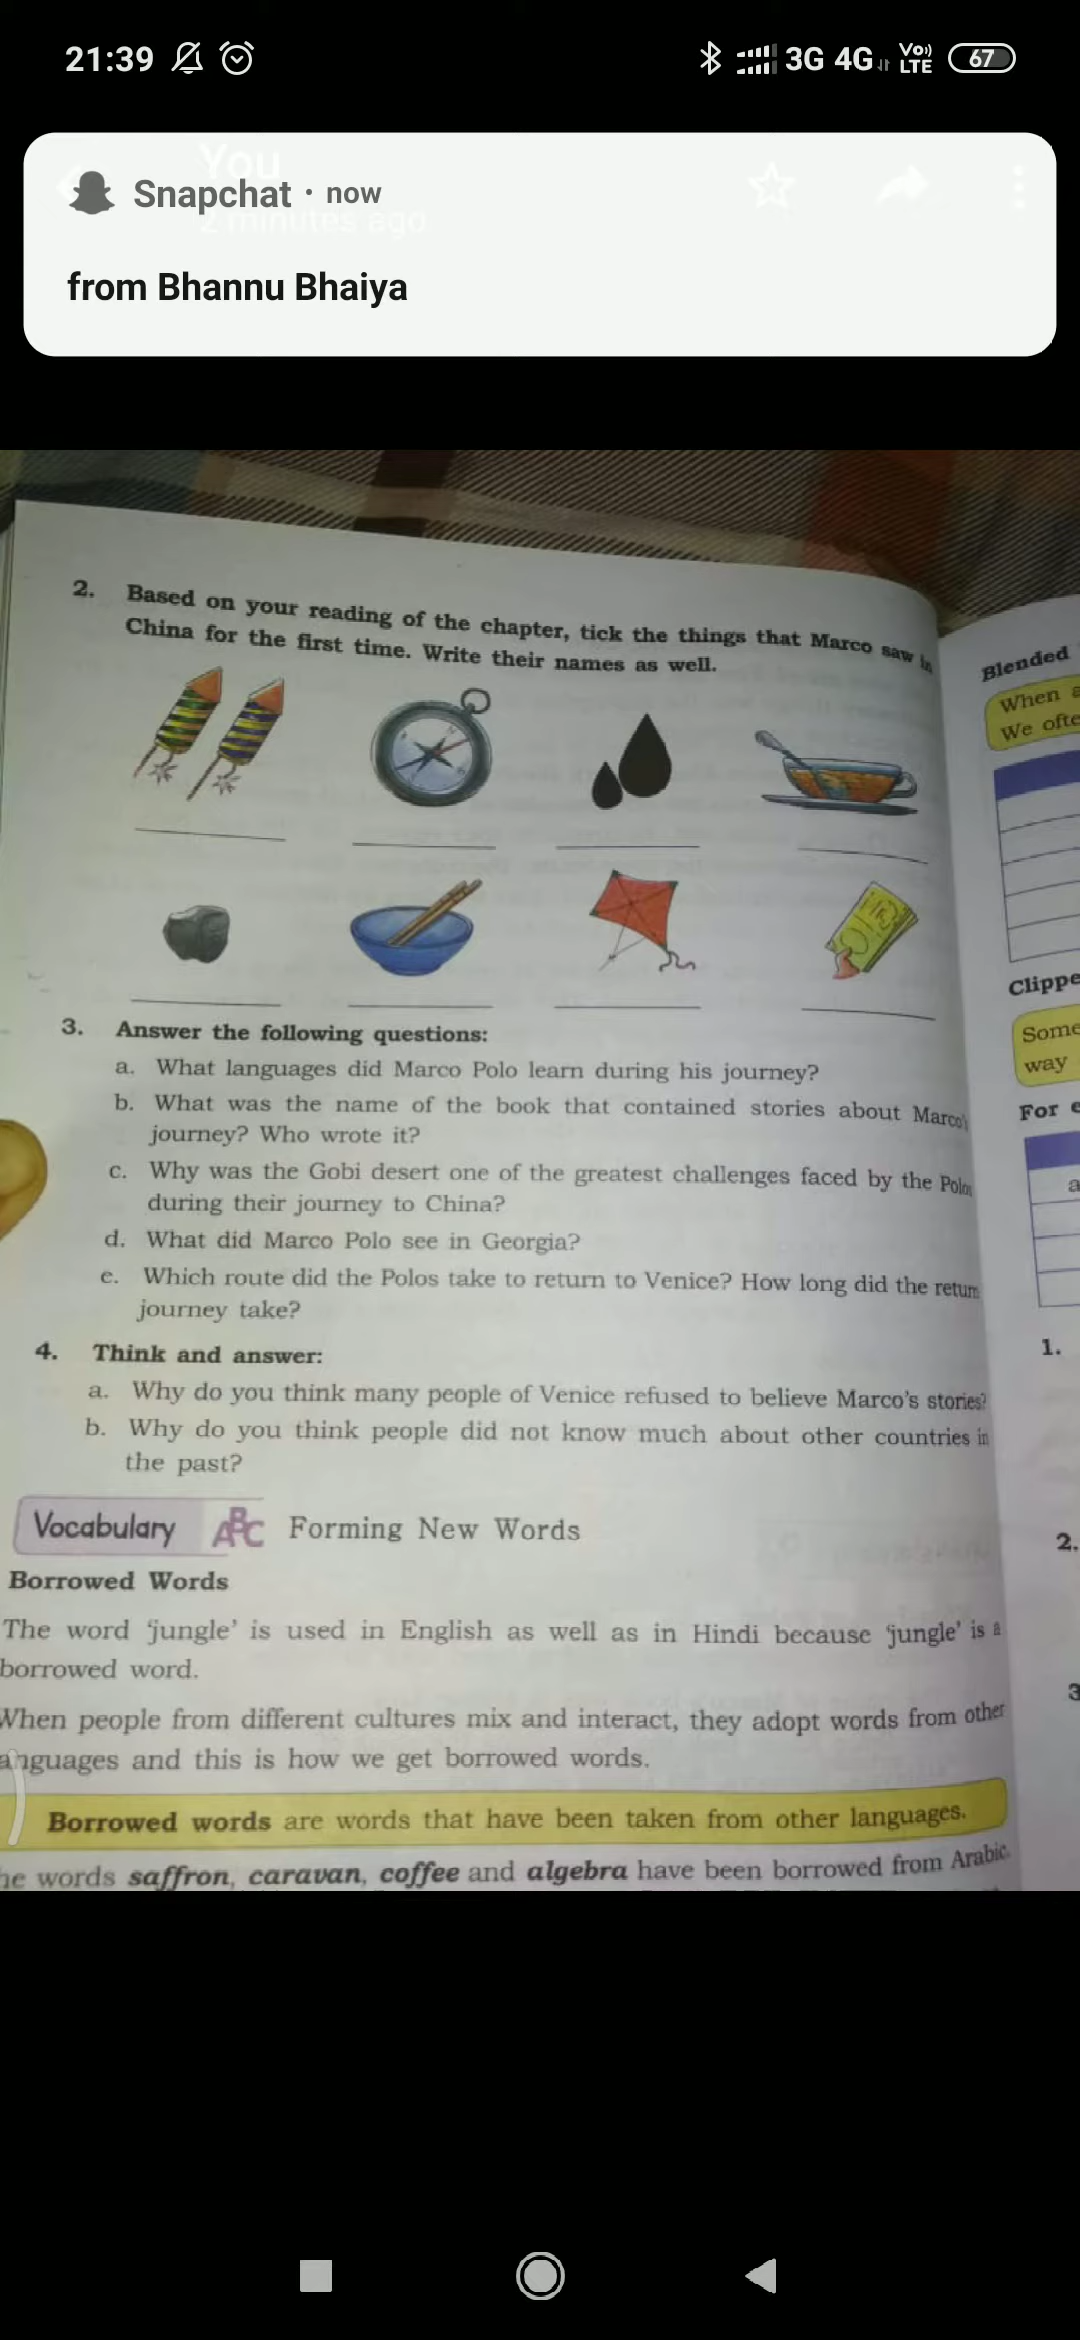 21:39
3G 4G VoLTE 67
You
Snapchat • now
2 minutes ago
from Bhannu Bhaiya
2. Based on your reading of the chapter, tick the things that Marco saw in
China for the first time. Write their names as well.
3. Answer the following questions:
a. What languages did Marco Polo learn during his journey?
b. What was the name of the book that contained stories about Marco's
journey? Who wrote it?
c. Why was the Gobi desert one of the greatest challenges faced by the Polos
during their journey to China?
d. What did Marco Polo see in Georgia?
e. Which route did the Polos take to return to Venice? How long did the return
journey take?
4. Think and answer:
a. Why do you think many people of Venice refused to believe Marco's stories?
b. Why do you think people did not know much about other countries in
the past?
Vocabulary ABC Forming New Words
Borrowed Words
The word 'jungle' is used in English as well as in Hindi because 'jungle' is a
borrowed word.
When people from different cultures mix and interact, they adopt words from other
anguages and this is how we get borrowed words.
Borrowed words are words that have been taken from other languages.
he words saffron, caravan, coffee and algebra have been borrowed from Arabic.
Blended
When a
We ofte
Clippe
Some
way
For e
a
1.
2.
3